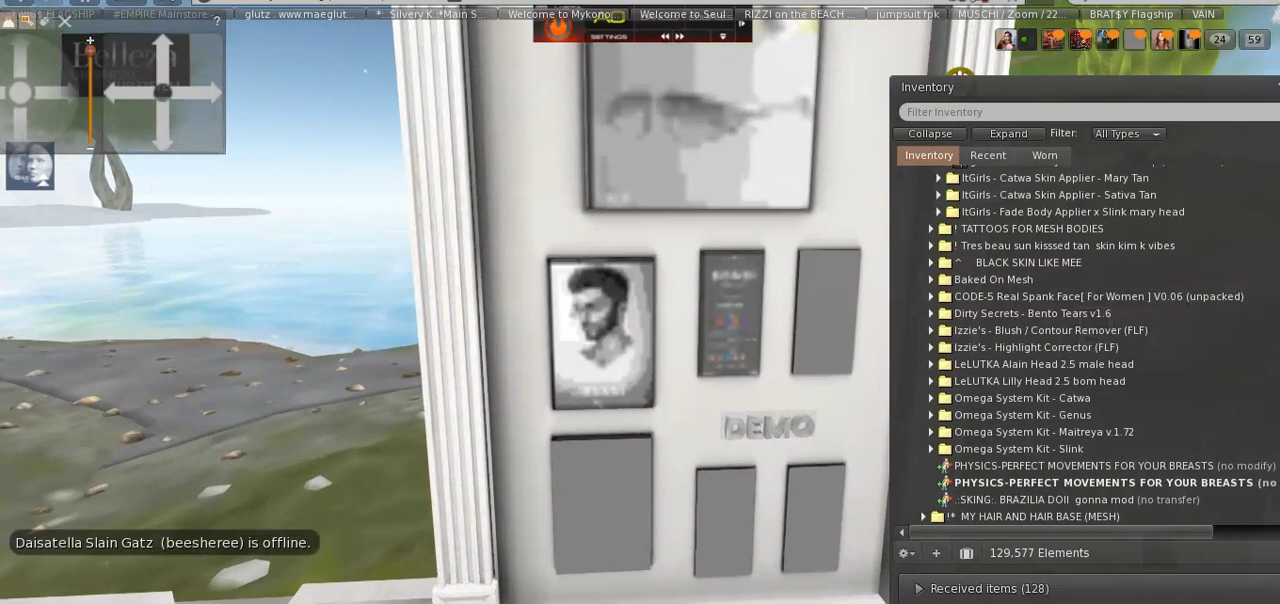 #EMPIRE Mainstore
glutz . www.maeglut...
*:..Silvery K .*Main S...
Welcome to Mykono...
Welcome to Seul
RIZZI on the BEACH ...
jumpsuit fpk
MUSCHI / Zoom / 22...
BRAT$Y Flagship
VAIN
?
Belleza
SETTINGS
24
59
Inventory
Filter Inventory
Collapse
Expand
Filter:
All Types
Inventory
Recent
Worn
ItGirls - Catwa Skin Applier - Mary Tan
ItGirls - Catwa Skin Applier - Sativa Tan
ItGirls - Fade Body Applier x Slink mary head
! TATTOOS FOR MESH BODIES
! Tres beau sun kisssed tan  skin kim k vibes
^    BLACK SKIN LIKE MEE
Baked On Mesh
CODE-5 Real Spank Face[ For Women ] V0.06 (unpacked)
Dirty Secrets - Bento Tears v1.6
Izzie's - Blush / Contour Remover (FLF)
Izzie's - Highlight Corrector (FLF)
LeLUTKA Alain Head 2.5 male head
LeLUTKA Lilly Head 2.5 bom head
Omega System Kit - Catwa
Omega System Kit - Genus
Omega System Kit - Maitreya v.1.72
Omega System Kit - Slink
PHYSICS-PERFECT MOVEMENTS FOR YOUR BREASTS (no modify)
PHYSICS-PERFECT MOVEMENTS FOR YOUR BREASTS (no
.:SKING:. BRAZILIA DOll  gonna mod (no transfer)
!*  MY HAIR AND HAIR BASE (MESH)
129,577 Elements
Received items (128)
DEMO
Daisatella Slain Gatz  (beesheree) is offline.